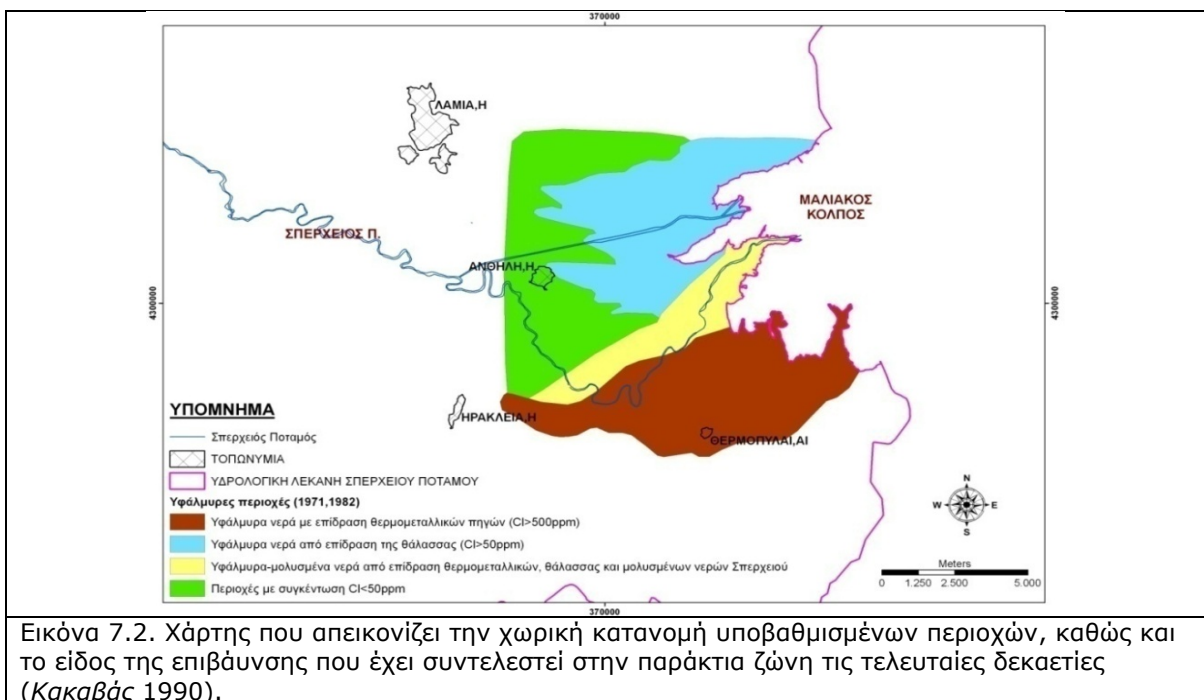 370000
ΛΑΜΙΑ,Η
ΜΑΛΙΑΚΟΣ
ΚΟΛΠΟΣ
ΣΠΕΡΧΕΙΟΣ Π.
ΑΝΘΗΛΗ,Η
4300000
4300000
ΥΠΟΜΝΗΜΑ
ΗΡΑΚΛΕΙΑ,Η
ΘΕΡΜΟΠΥΛΑΙ,ΑΙ
Σπερχειός Ποταμός
ΤΟΠΩΝΥΜΙΑ
ΥΔΡΟΛΟΓΙΚΗ ΛΕΚΑΝΗ ΣΠΕΡΧΕΙΟΥ ΠΟΤΑΜΟΥ
Υφάλμυρες περιοχές (1971,1982)
Υφάλμυρα νερά με επίδραση θερμομεταλλικών πηγών (Cl>500ppm)
Υφάλμυρα νερά από επίδραση της θάλασσας (Cl>50ppm)
Υφάλμυρα-μολυσμένα νερά από επίδραση θερμομεταλλικών, θάλασσας και μολυσμένων νερών Σπερχειού
Περιοχές με συγκέντωση Cl<50ppm
N
W E
S
Meters
0 1.250 2.500 5.000
370000
Εικόνα 7.2. Χάρτης που απεικονίζει την χωρική κατανομή υποβαθμισμένων περιοχών, καθώς και
το είδος της επιβάυνσης που έχει συντελεστεί στην παράκτια ζώνη τις τελευταίες δεκαετίες
(Κακαβάς 1990).